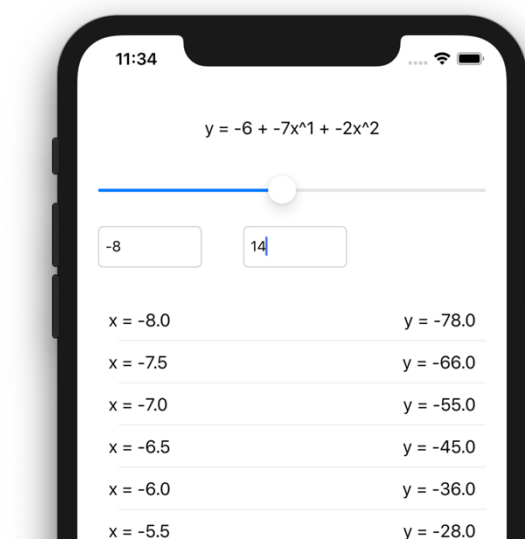 11:34
y = -6 + -7x^1 + -2x^2
-8 14
x = -8.0 y = -78.0
x = -7.5 y = -66.0
x = -7.0 y = -55.0
x = -6.5 y = -45.0
x = -6.0 y = -36.0
x = -5.5 y = -28.0